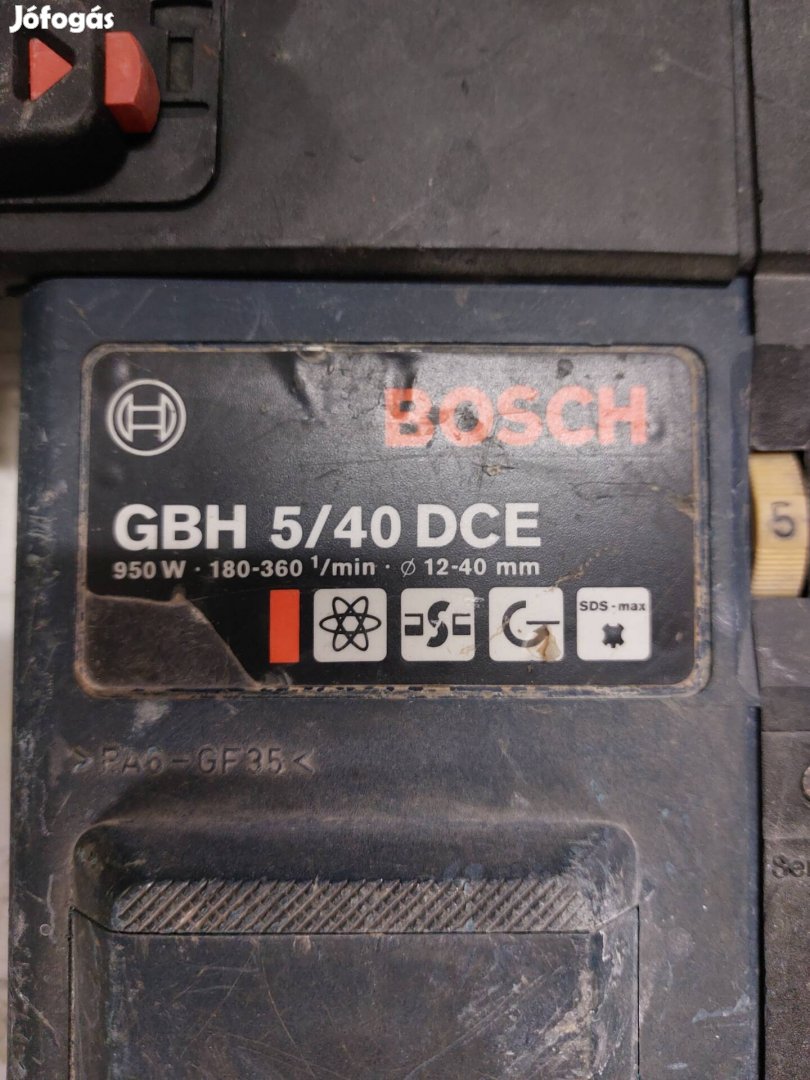 Jófogás
BOSCH
GBH 5/40 DCE
950 W · 180-360 1/min · ⌀ 12-40 mm
SDS-max
5
>PA6-GF35<